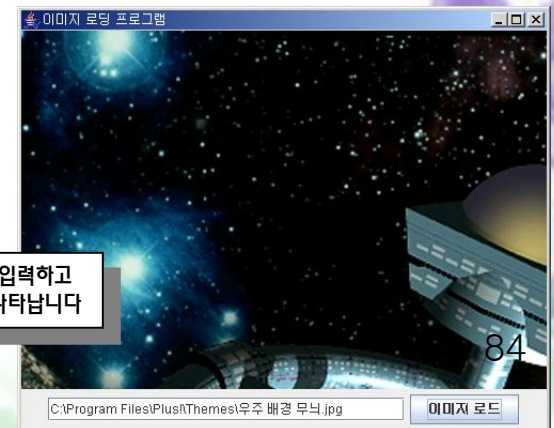 이미지 로딩 프로그램
입력하고
나타납니다
84
C:\Program Files\Plus!\Themes\우주 배경 무늬.jpg
이미지 로드